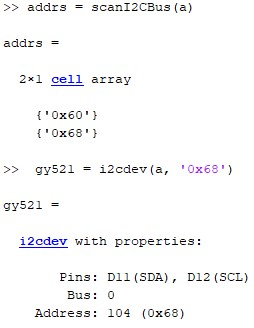 >> addrs = scanI2CBus(a)
addrs =
2×1 cell array
{'0x60'}
{'0x68'}
>> gy521 = i2cdev(a, '0x68')
gy521 =
i2cdev with properties:
Pins: D11(SDA), D12(SCL)
Bus: 0
Address: 104 (0x68)